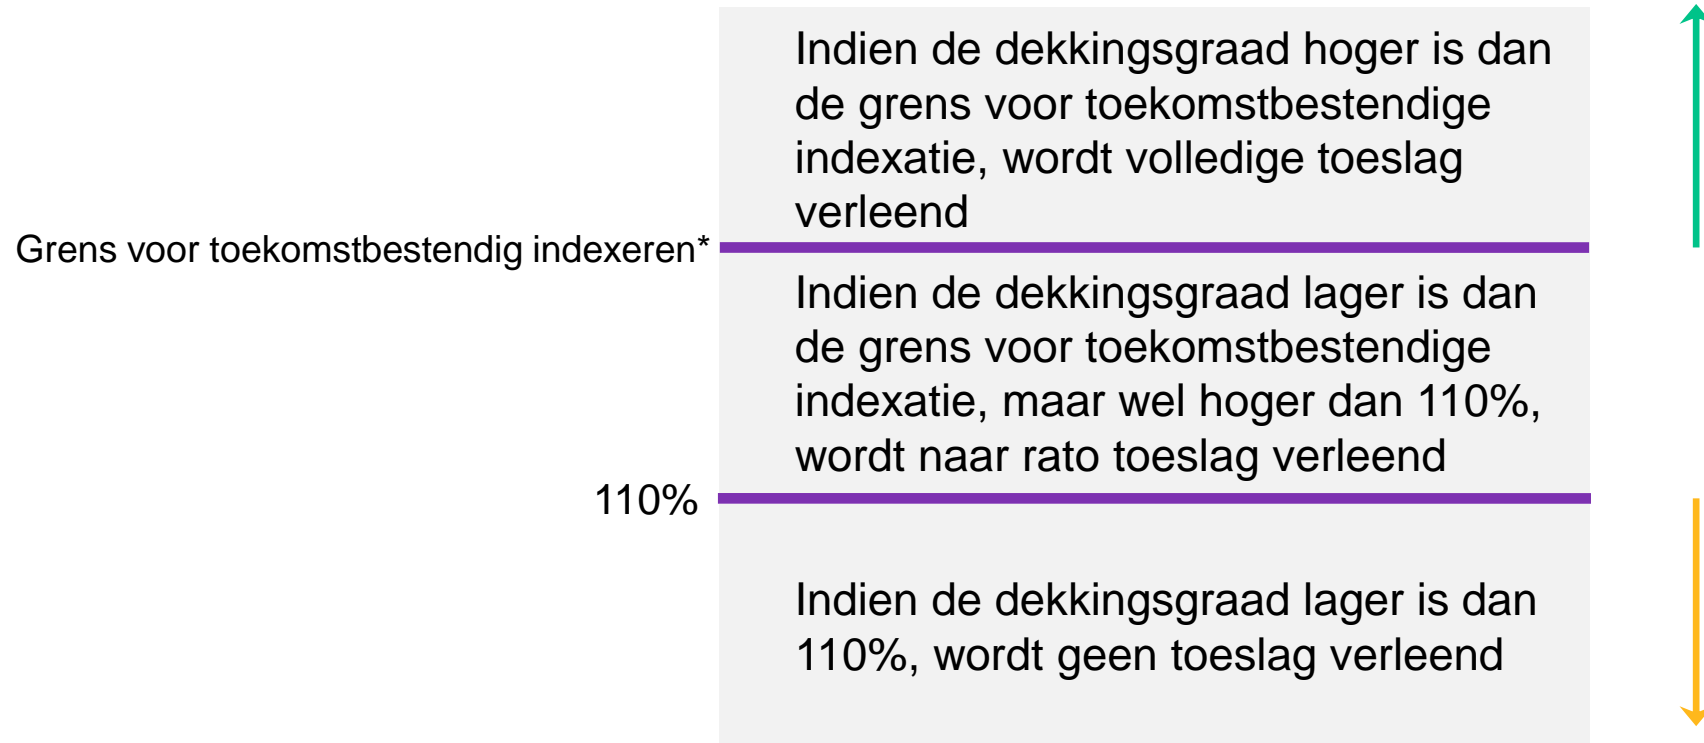 Indien de dekkingsgraad hoger is dan
de grens voor toekomstbestendige
indexatie, wordt volledige toeslag
verleend
Grens voor toekomstbestendig indexeren*
Indien de dekkingsgraad lager is dan
de grens voor toekomstbestendige
indexatie, maar wel hoger dan 110%,
wordt naar rato toeslag verleend
110%
Indien de dekkingsgraad lager is dan
110%, wordt geen toeslag verleend